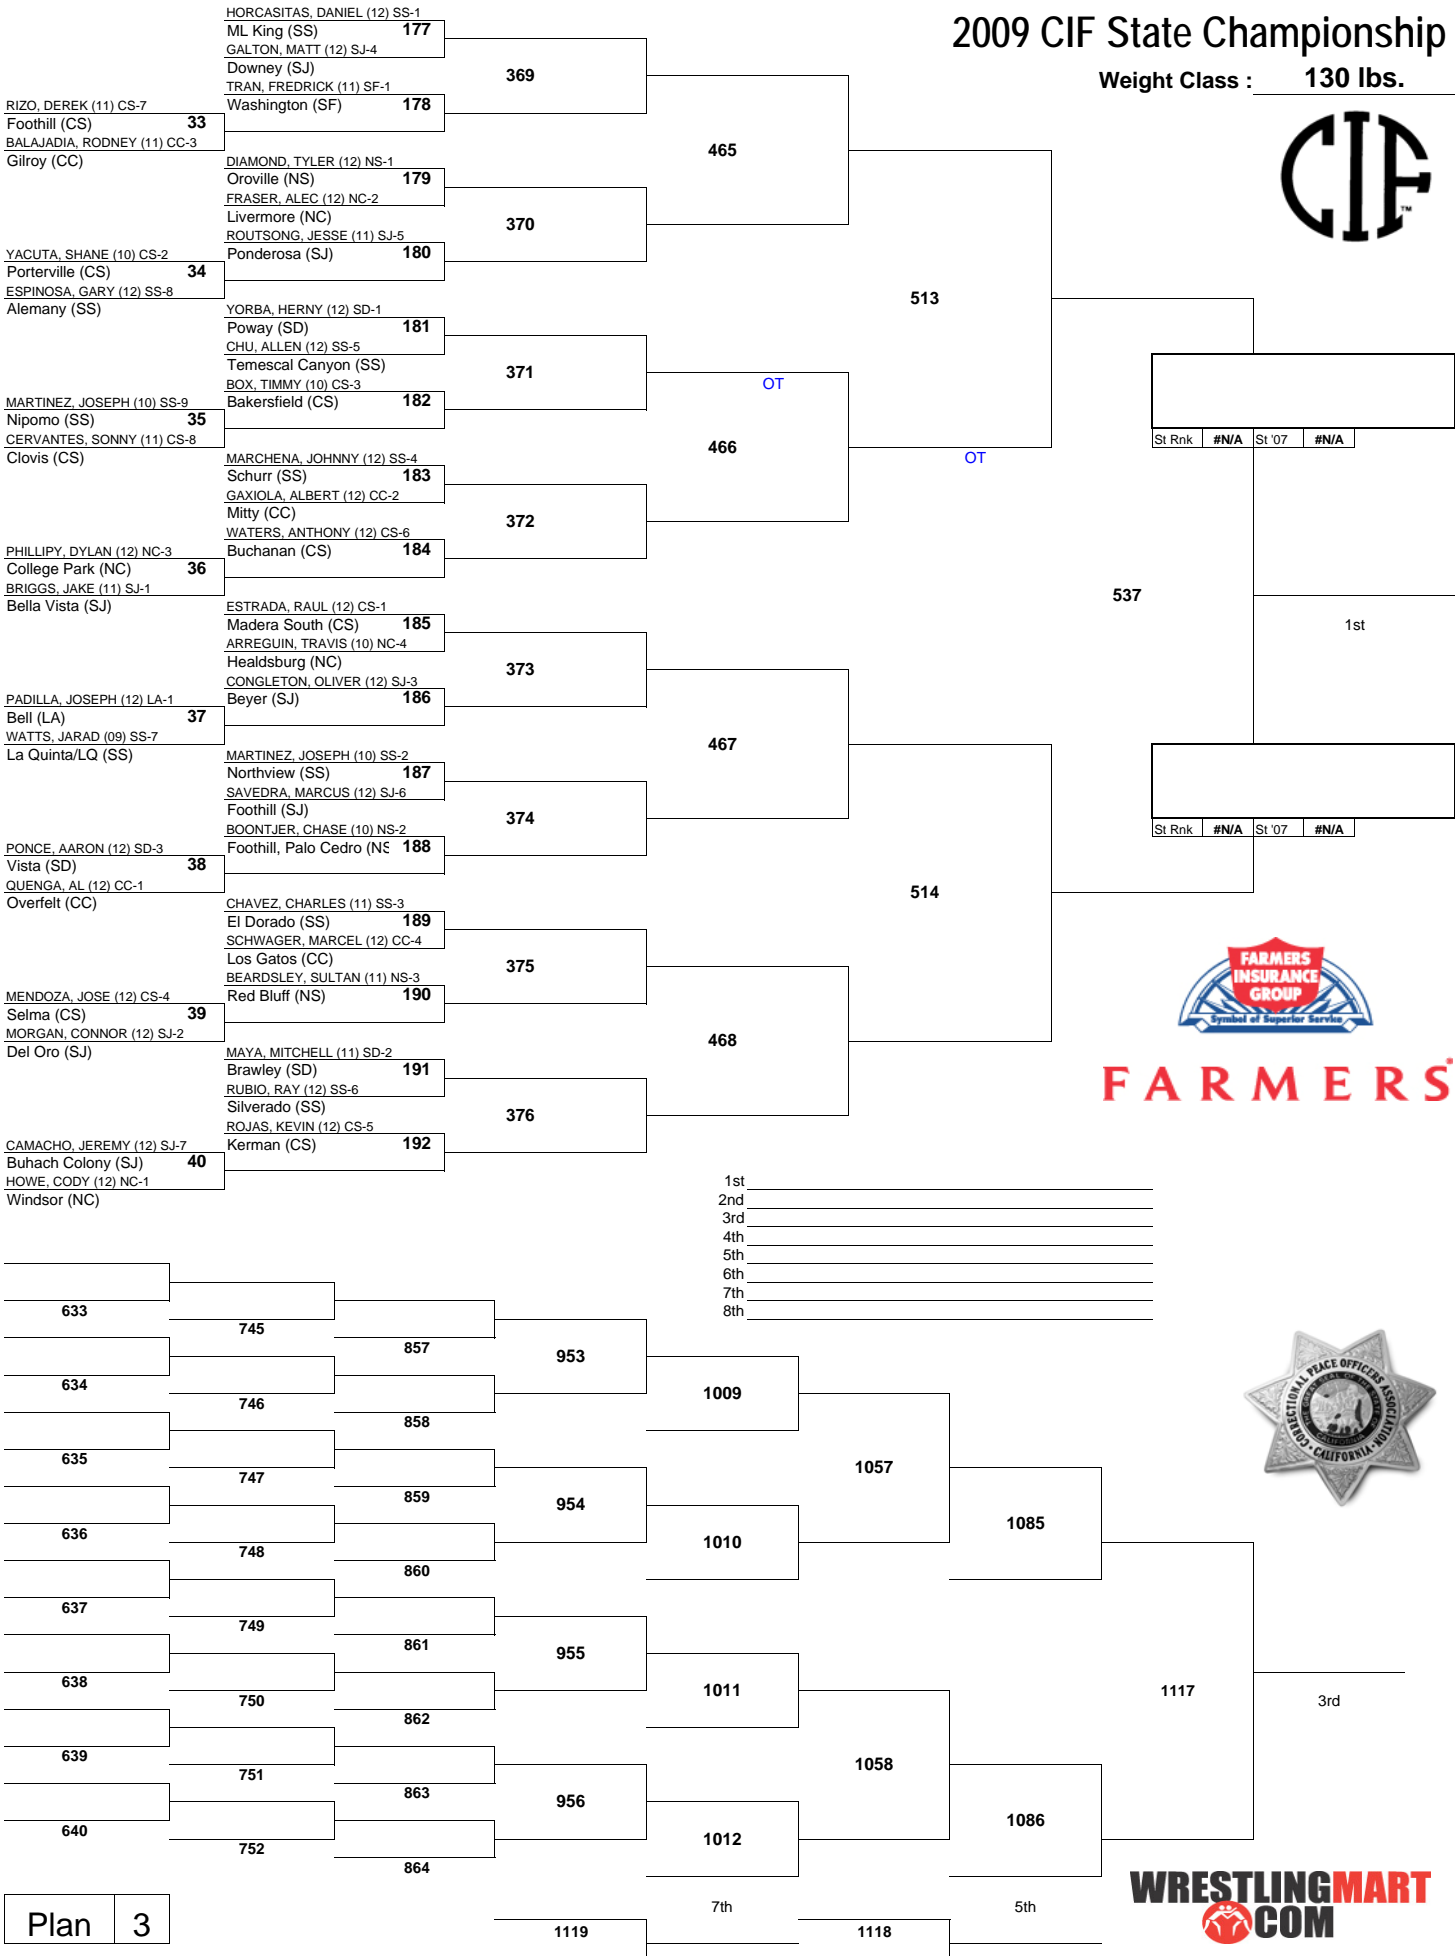 2009 CIF State Championship
Weight Class : 130 lbs.
CIF
TM
HORCASITAS, DANIEL (12) SS-1
ML King (SS) 177
GALTON, MATT (12) SJ-4
Downey (SJ)
369
TRAN, FREDRICK (11) SF-1
Washington (SF) 178
RIZO, DEREK (11) CS-7
Foothill (CS) 33
BALAJADIA, RODNEY (11) CC-3
Gilroy (CC)
465
DIAMOND, TYLER (12) NS-1
Oroville (NS) 179
FRASER, ALEC (12) NC-2
Livermore (NC)
370
ROUTSONG, JESSE (11) SJ-5
Ponderosa (SJ) 180
YACUTA, SHANE (10) CS-2
Porterville (CS) 34
ESPINOSA, GARY (12) SS-8
Alemany (SS)
513
YORBA, HERNY (12) SD-1
Poway (SD) 181
CHU, ALLEN (12) SS-5
Temescal Canyon (SS)
371
OT
BOX, TIMMY (10) CS-3
Bakersfield (CS) 182
MARTINEZ, JOSEPH (10) SS-9
Nipomo (SS) 35
CERVANTES, SONNY (11) CS-8
Clovis (CS)
466
OT
St Rnk #N/A St '07 #N/A
MARCHENA, JOHNNY (12) SS-4
Schurr (SS) 183
GAXIOLA, ALBERT (12) CC-2
Mitty (CC)
372
WATERS, ANTHONY (12) CS-6
Buchanan (CS) 184
PHILLIPY, DYLAN (12) NC-3
College Park (NC) 36
BRIGGS, JAKE (11) SJ-1
Bella Vista (SJ)
537
1st
ESTRADA, RAUL (12) CS-1
Madera South (CS) 185
ARREGUIN, TRAVIS (10) NC-4
Healdsburg (NC)
373
CONGLETON, OLIVER (12) SJ-3
Beyer (SJ) 186
PADILLA, JOSEPH (12) LA-1
Bell (LA) 37
WATTS, JARAD (09) SS-7
La Quinta/LQ (SS)
467
MARTINEZ, JOSEPH (10) SS-2
Northview (SS) 187
SAVEDRA, MARCUS (12) SJ-6
Foothill (SJ)
374
St Rnk #N/A St '07 #N/A
BOONTJER, CHASE (10) NS-2
Foothill, Palo Cedro (NS 188
PONCE, AARON (12) SD-3
Vista (SD) 38
QUENGA, AL (12) CC-1
Overfelt (CC)
514
CHAVEZ, CHARLES (11) SS-3
El Dorado (SS) 189
SCHWAGER, MARCEL (12) CC-4
Los Gatos (CC)
375
BEARDSLEY, SULTAN (11) NS-3
Red Bluff (NS) 190
MENDOZA, JOSE (12) CS-4
Selma (CS) 39
MORGAN, CONNOR (12) SJ-2
Del Oro (SJ)
468
FARMERS
INSURANCE
GROUP
Symbol of Superior Service
FARMERS
MAYA, MITCHELL (11) SD-2
Brawley (SD) 191
RUBIO, RAY (12) SS-6
Silverado (SS)
376
ROJAS, KEVIN (12) CS-5
Kerman (CS) 192
CAMACHO, JEREMY (12) SJ-7
Buhach Colony (SJ) 40
HOWE, CODY (12) NC-1
Windsor (NC)
1st
2nd
3rd
4th
5th
6th
7th
8th
633
745
857
953
634
746
858
1009
635
747
859
954
1057
636
748
860
1010
1085
637
749
861
955
638
750
862
1011
1117
3rd
639
751
863
956
1058
640
752
864
1012
1086
CORRECTIONAL PEACE OFFICERS ASSOCIATION
CALIFORNIA
THE GREAT SEAL OF THE STATE OF CALIFORNIA
7th
5th
1119
1118
Plan 3
WRESTLINGMART
COM